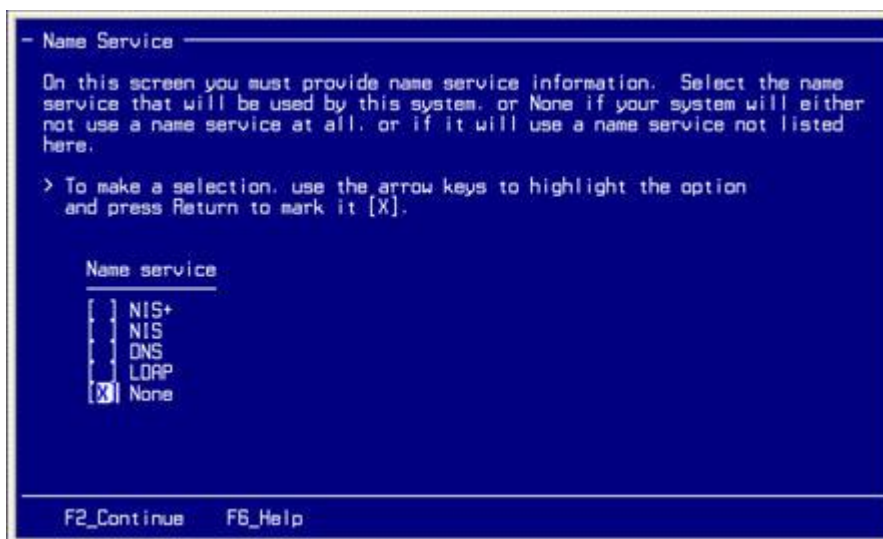 - Name Service
On this screen you must provide name service information. Select the name
service that will be used by this system. or None if your system will either
not use a name service at all. or if it will use a name service not listed
here.
> To make a selection. use the arrow keys to highlight the option
and press Return to mark it [X].
Name service
[ ] NIS+
[ ] NIS
[ ] DNS
[ ] LDAP
[X] None
F2_Continue F6_Help